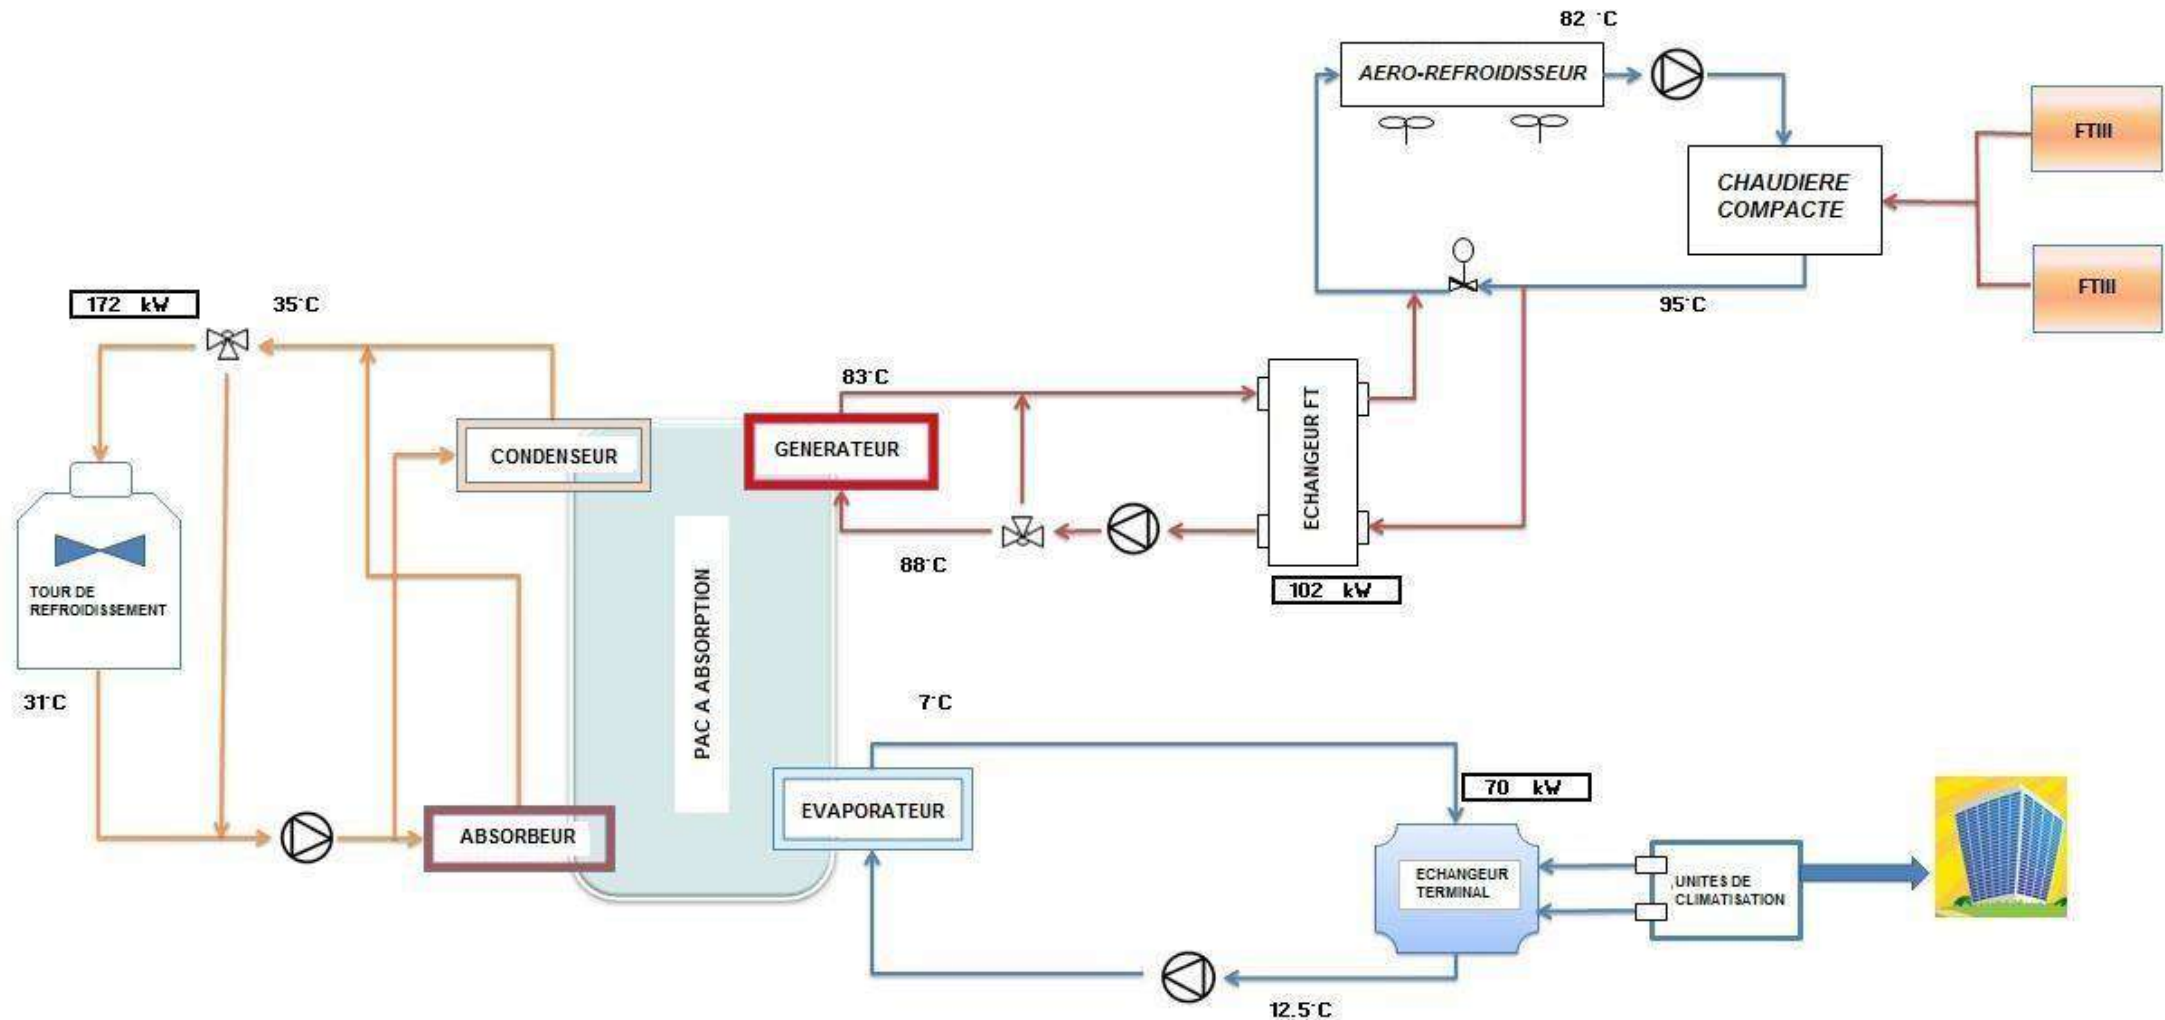 82 °C
AERO-REFROIDISSEUR
FTIII
CHAUDIERE
COMPACTE
FTIII
172 kW
35°C
95°C
83°C
ECHANGEUR FT
CONDENSEUR
GENERATEUR
88°C
102 kW
TOUR DE
REFROIDISSEMENT
PAC A ABSORPTION
31°C
7°C
70 kW
ABSORBEUR
EVAPORATEUR
ECHANGEUR
TERMINAL
UNITES DE
CLIMATISATION
12.5°C